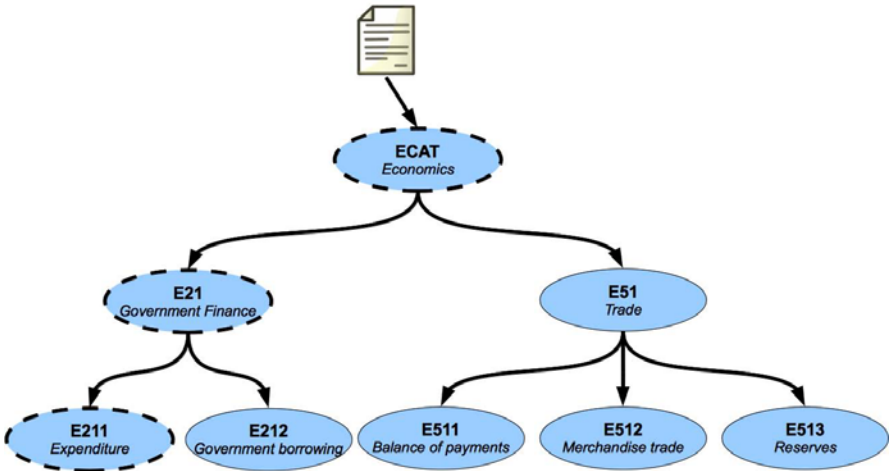 ECAT
Economics
E21
Government Finance
E51
Trade
E211
Expenditure
E212
Government borrowing
E511
Balance of payments
E512
Merchandise trade
E513
Reserves